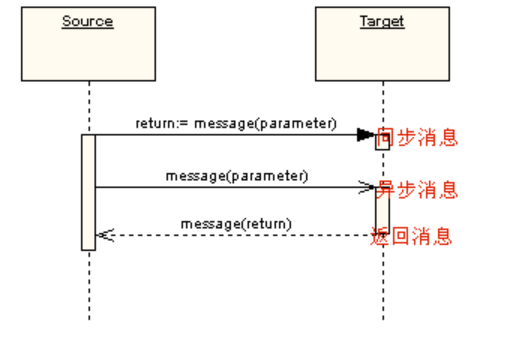 Source
Target
return:= message(parameter)
同步消息
message(parameter)
异步消息
message(return)
返回消息